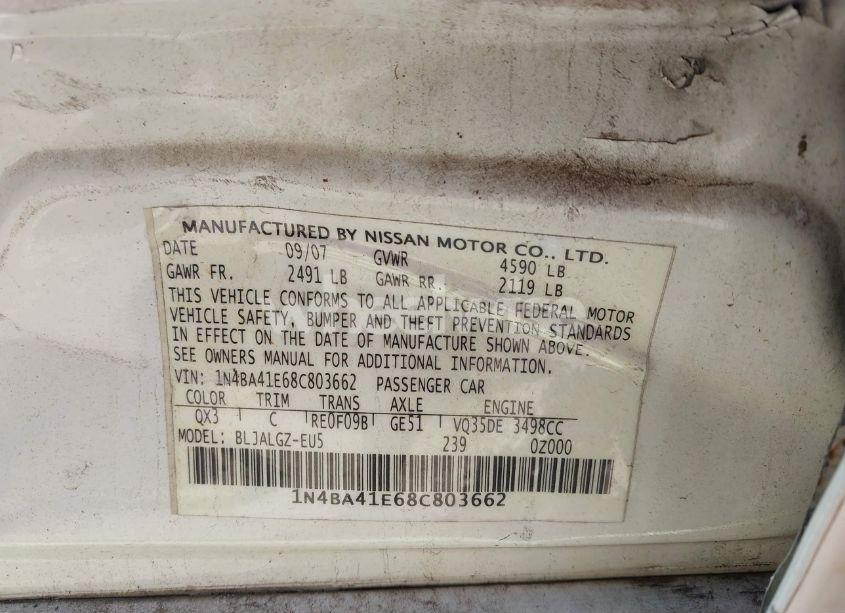 MANUFACTURED BY NISSAN MOTOR CO., LTD.
DATE 09/07 GVWR 4590 LB
GAWR FR. 2491 LB GAWR RR. 2119 LB
THIS VEHICLE CONFORMS TO ALL APPLICABLE FEDERAL MOTOR
VEHICLE SAFETY, BUMPER AND THEFT PREVENTION STANDARDS
IN EFFECT ON THE DATE OF MANUFACTURE SHOWN ABOVE.
SEE OWNERS MANUAL FOR ADDITIONAL INFORMATION.
VIN: 1N4BA41E68C803662 PASSENGER CAR
COLOR TRIM TRANS AXLE ENGINE
QX3 C RE0F09B GE51 VQ35DE 3498CC
MODEL: BLJALGZ-EU5 239 0Z000
1N4BA41E68C803662